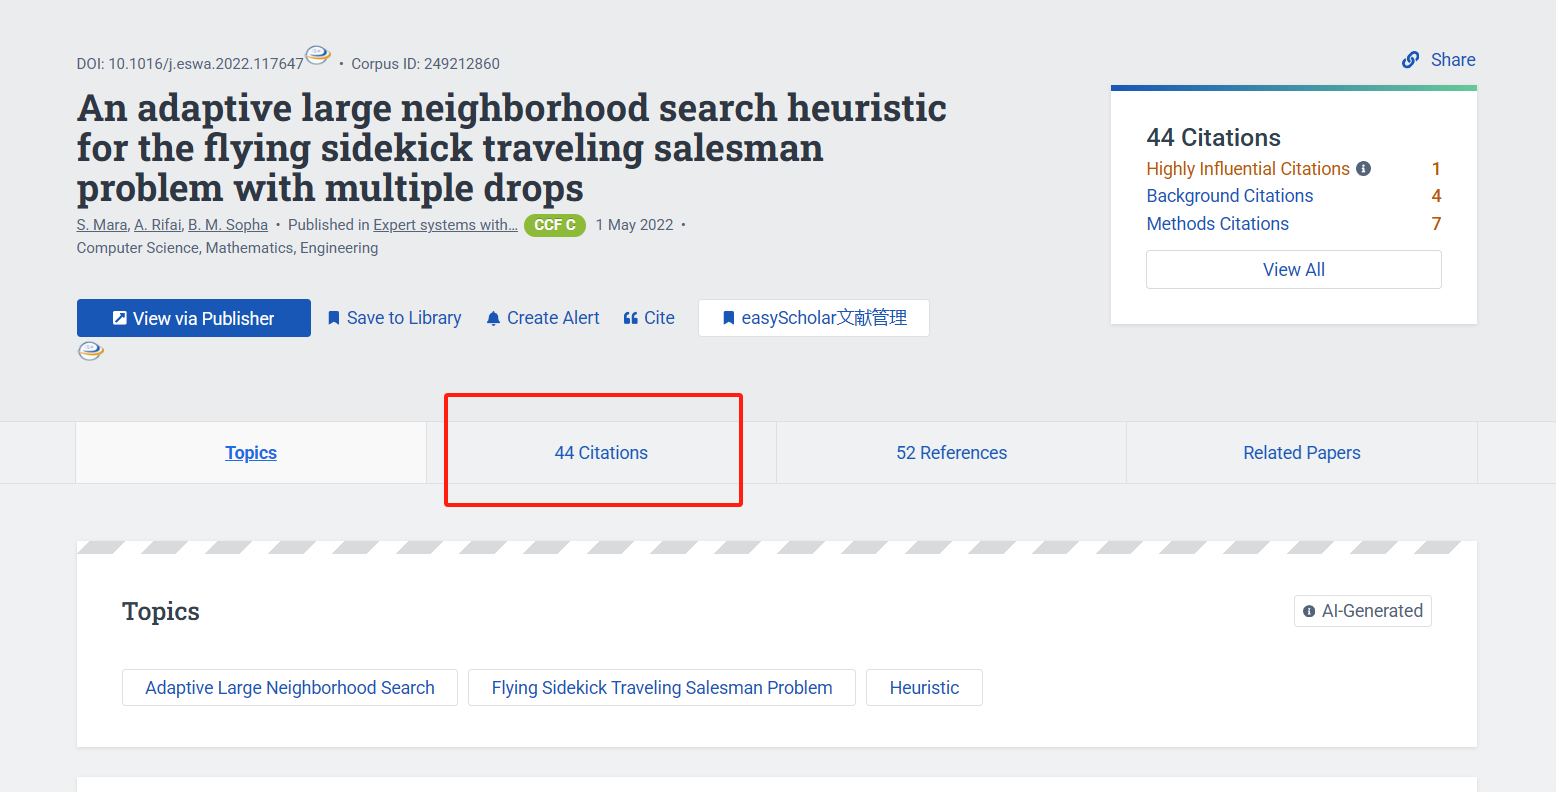 DOI: 10.1016/j.eswa.2022.117647 • Corpus ID: 249212860
Share
An adaptive large neighborhood search heuristic
for the flying sidekick traveling salesman
problem with multiple drops
S. Mara, A. Rifai, B. M. Sopha • Published in Expert systems with… CCF C 1 May 2022 •
Computer Science, Mathematics, Engineering
44 Citations
Highly Influential Citations 1
Background Citations 4
Methods Citations 7
View All
View via Publisher Save to Library Create Alert Cite easyScholar文献管理
Topics 44 Citations 52 References Related Papers
Topics
AI-Generated
Adaptive Large Neighborhood Search Flying Sidekick Traveling Salesman Problem Heuristic